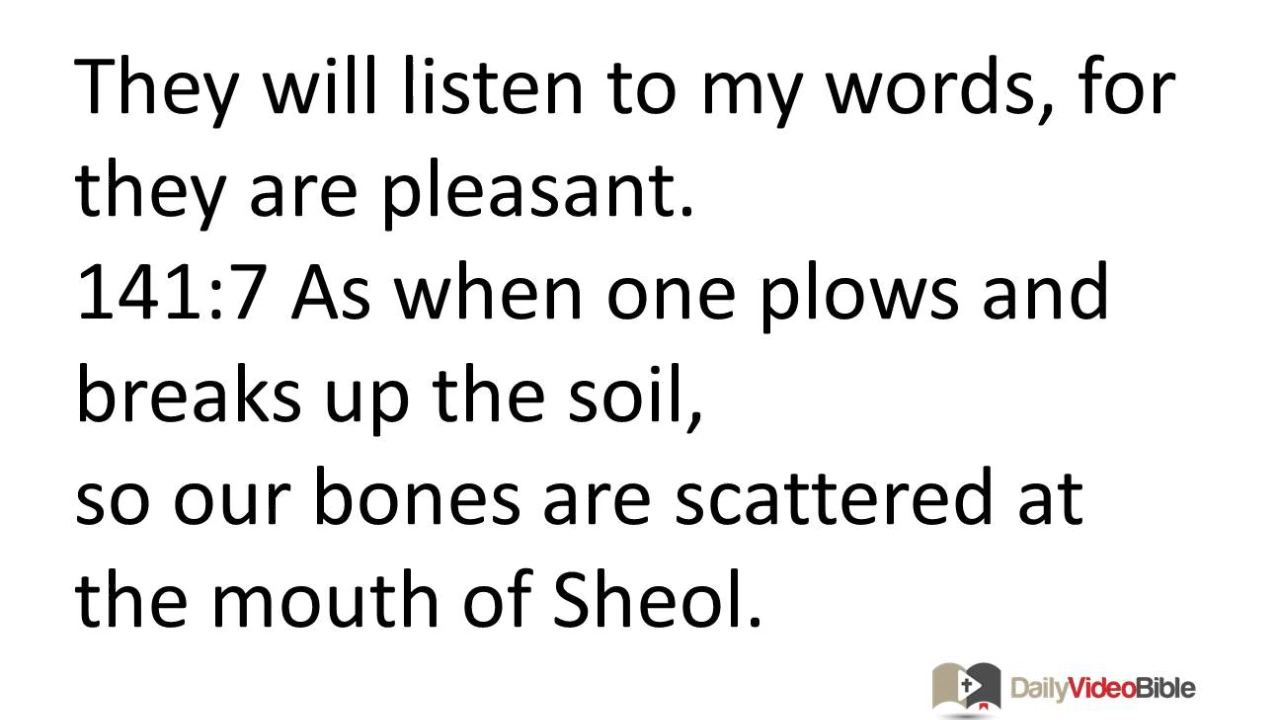 They will listen to my words, for
they are pleasant.
141:7 As when one plows and
breaks up the soil,
so our bones are scattered at
the mouth of Sheol.
DailyVideoBible